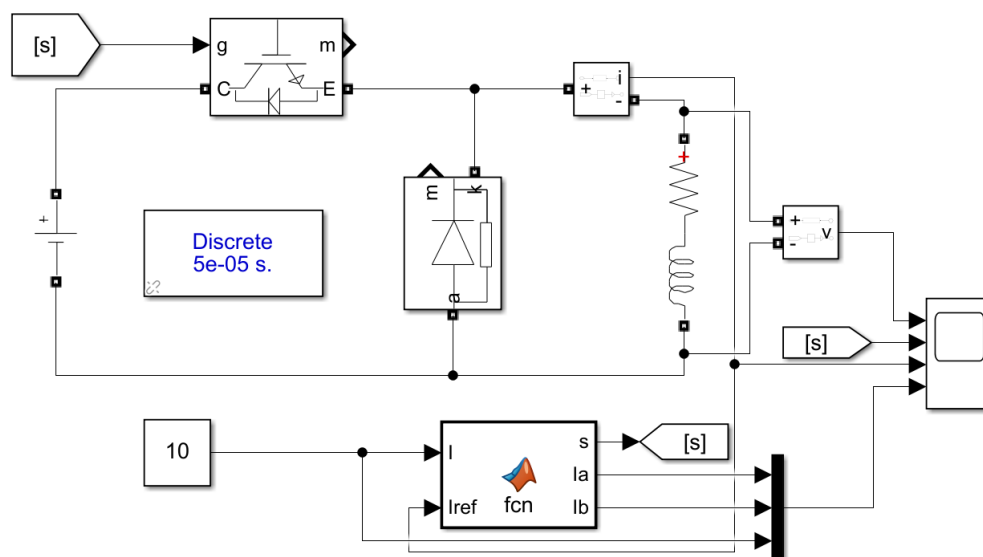 [s]
g
m
C
E
+
i
-
+
m
k
a
+
Discrete
5e-05 s.
+
-
v
[s]
10
I
Iref
fcn
s
Ia
Ib
[s]